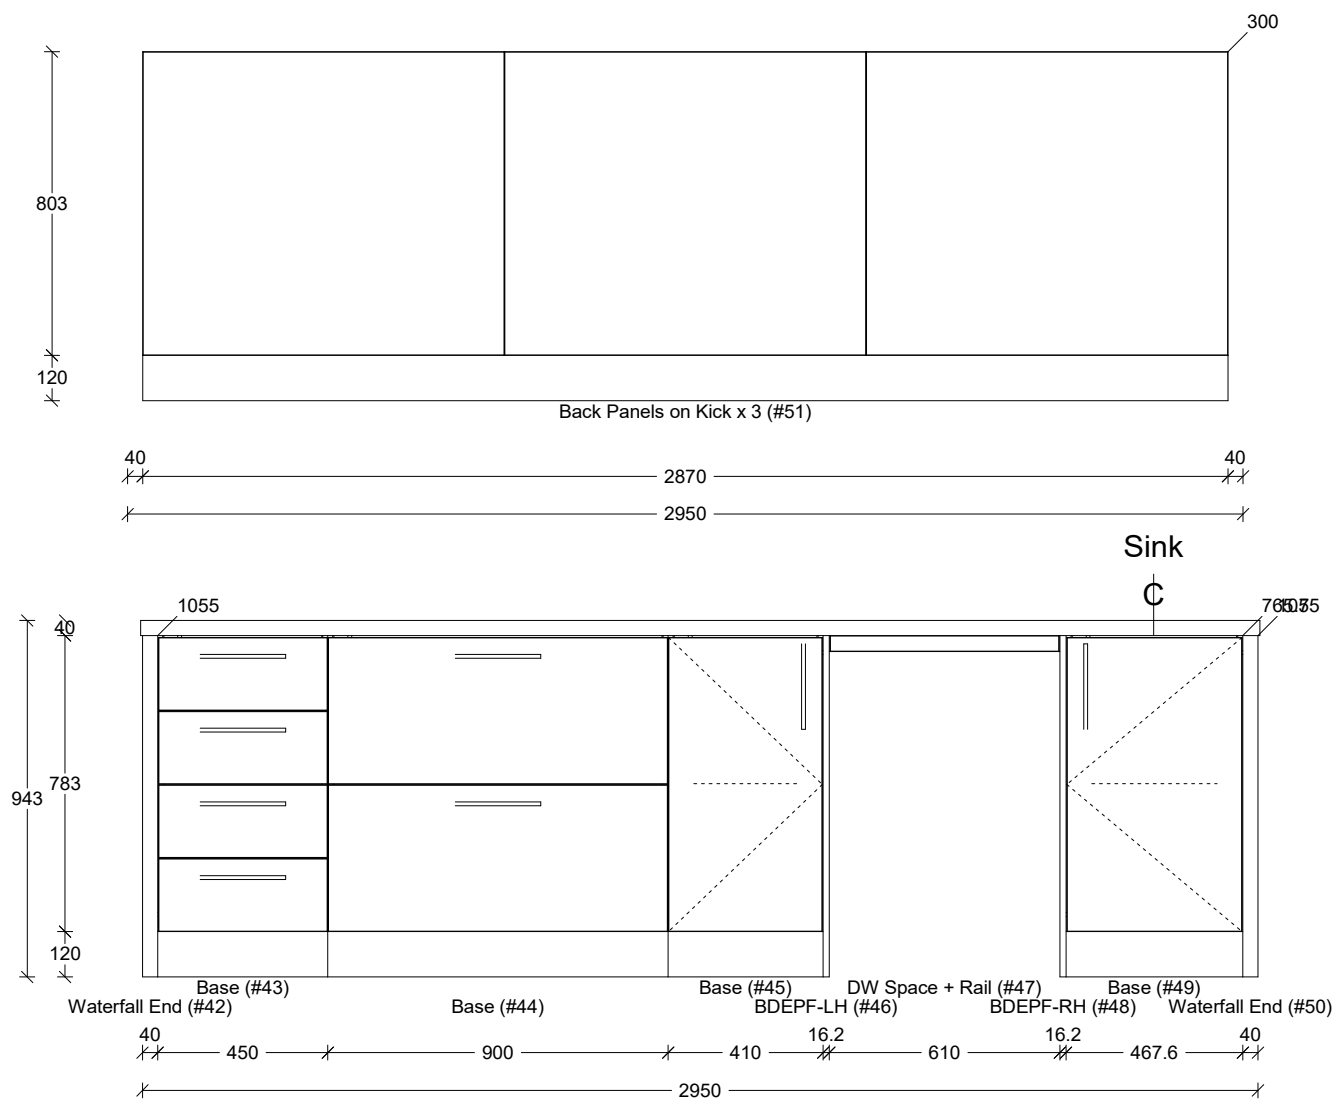 300
803
120
Back Panels on Kick x 3 (#51)
40 40
2870
2950
Sink
C
1055
40
943
783
120
Base (#43) Base (#45) DW Space + Rail (#47) Base (#49)
Waterfall End (#42) Base (#44) BDEPF-LH (#46) BDEPF-RH (#48) Waterfall End (#50)
40 16.2 16.2 40
450 900 410 610 467.6
2950